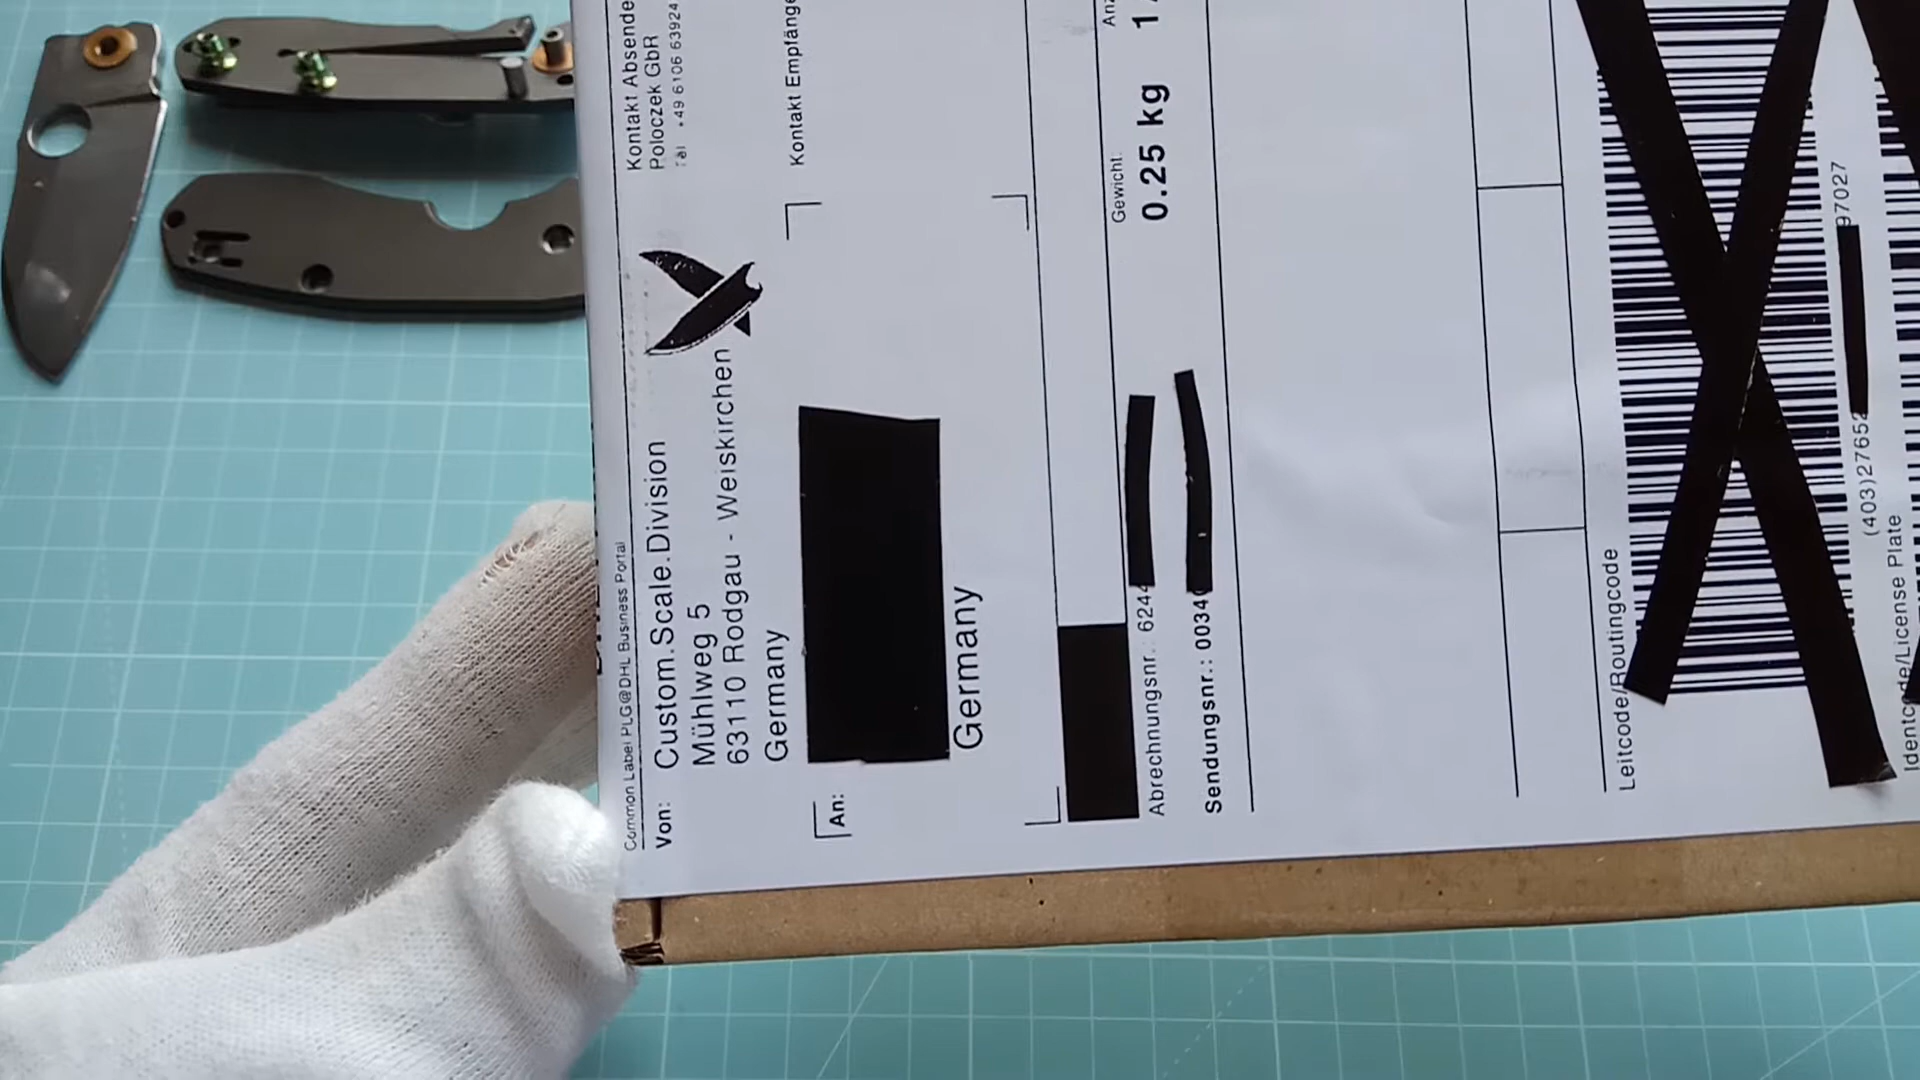 Common Label PLG@DHL Business Portal
Von: Custom.Scale.Division
Mühlweg 5
63110 Rodgau - Weiskirchen
Germany
Kontakt Absende
Poloczek GbR
+49 6106 63924
An:
Germany
Kontakt Empfänge
Abrechnungsnr.: 6244
Sendungsnr.: 0034
Gewicht:
0.25 kg
Leitcode/Routingcode
97027
(403)27652
Identcode/License Plate